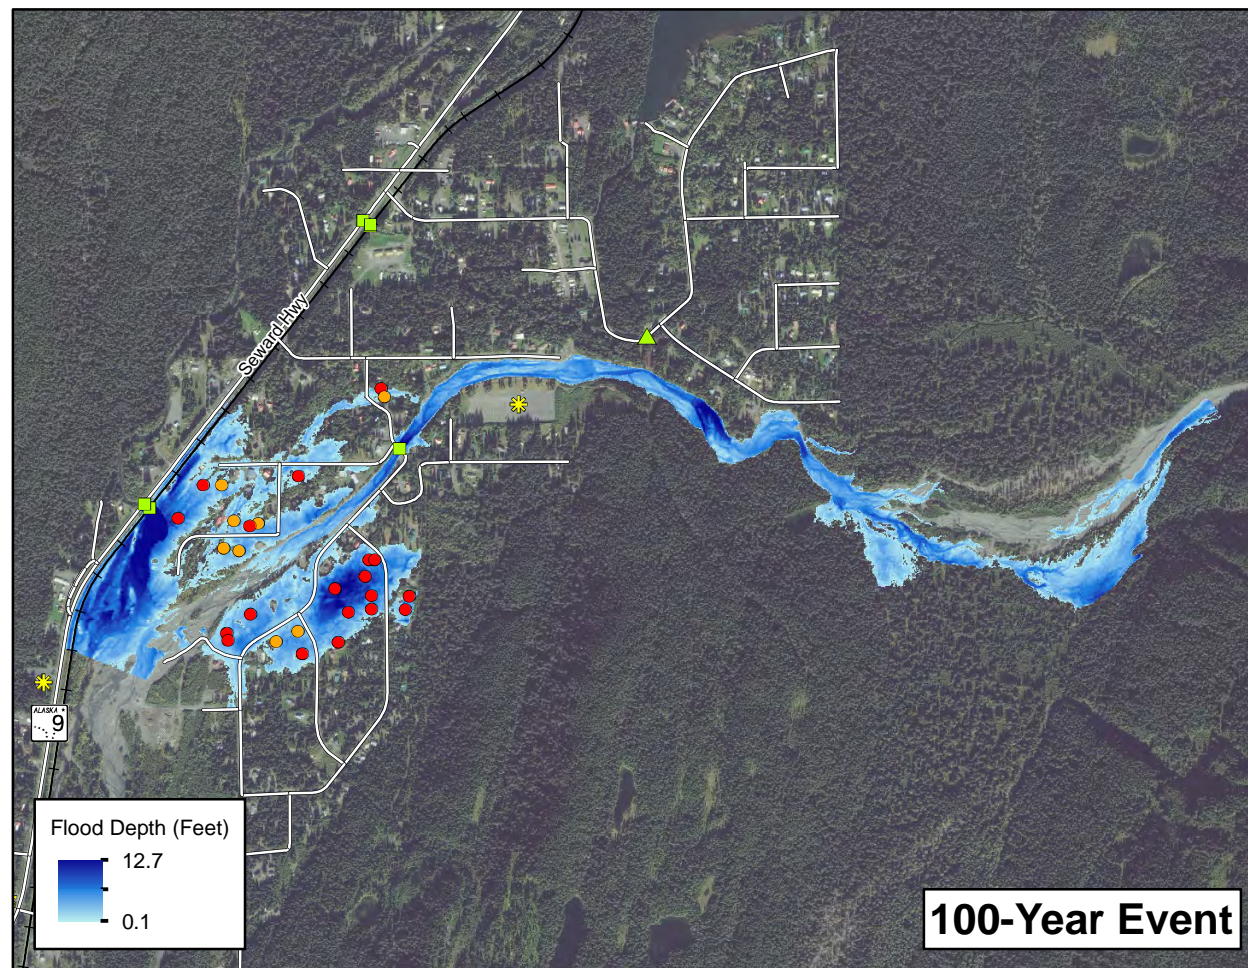 Seward Hwy
ALASKA
9
Flood Depth (Feet)
12.7
0.1
100-Year Event